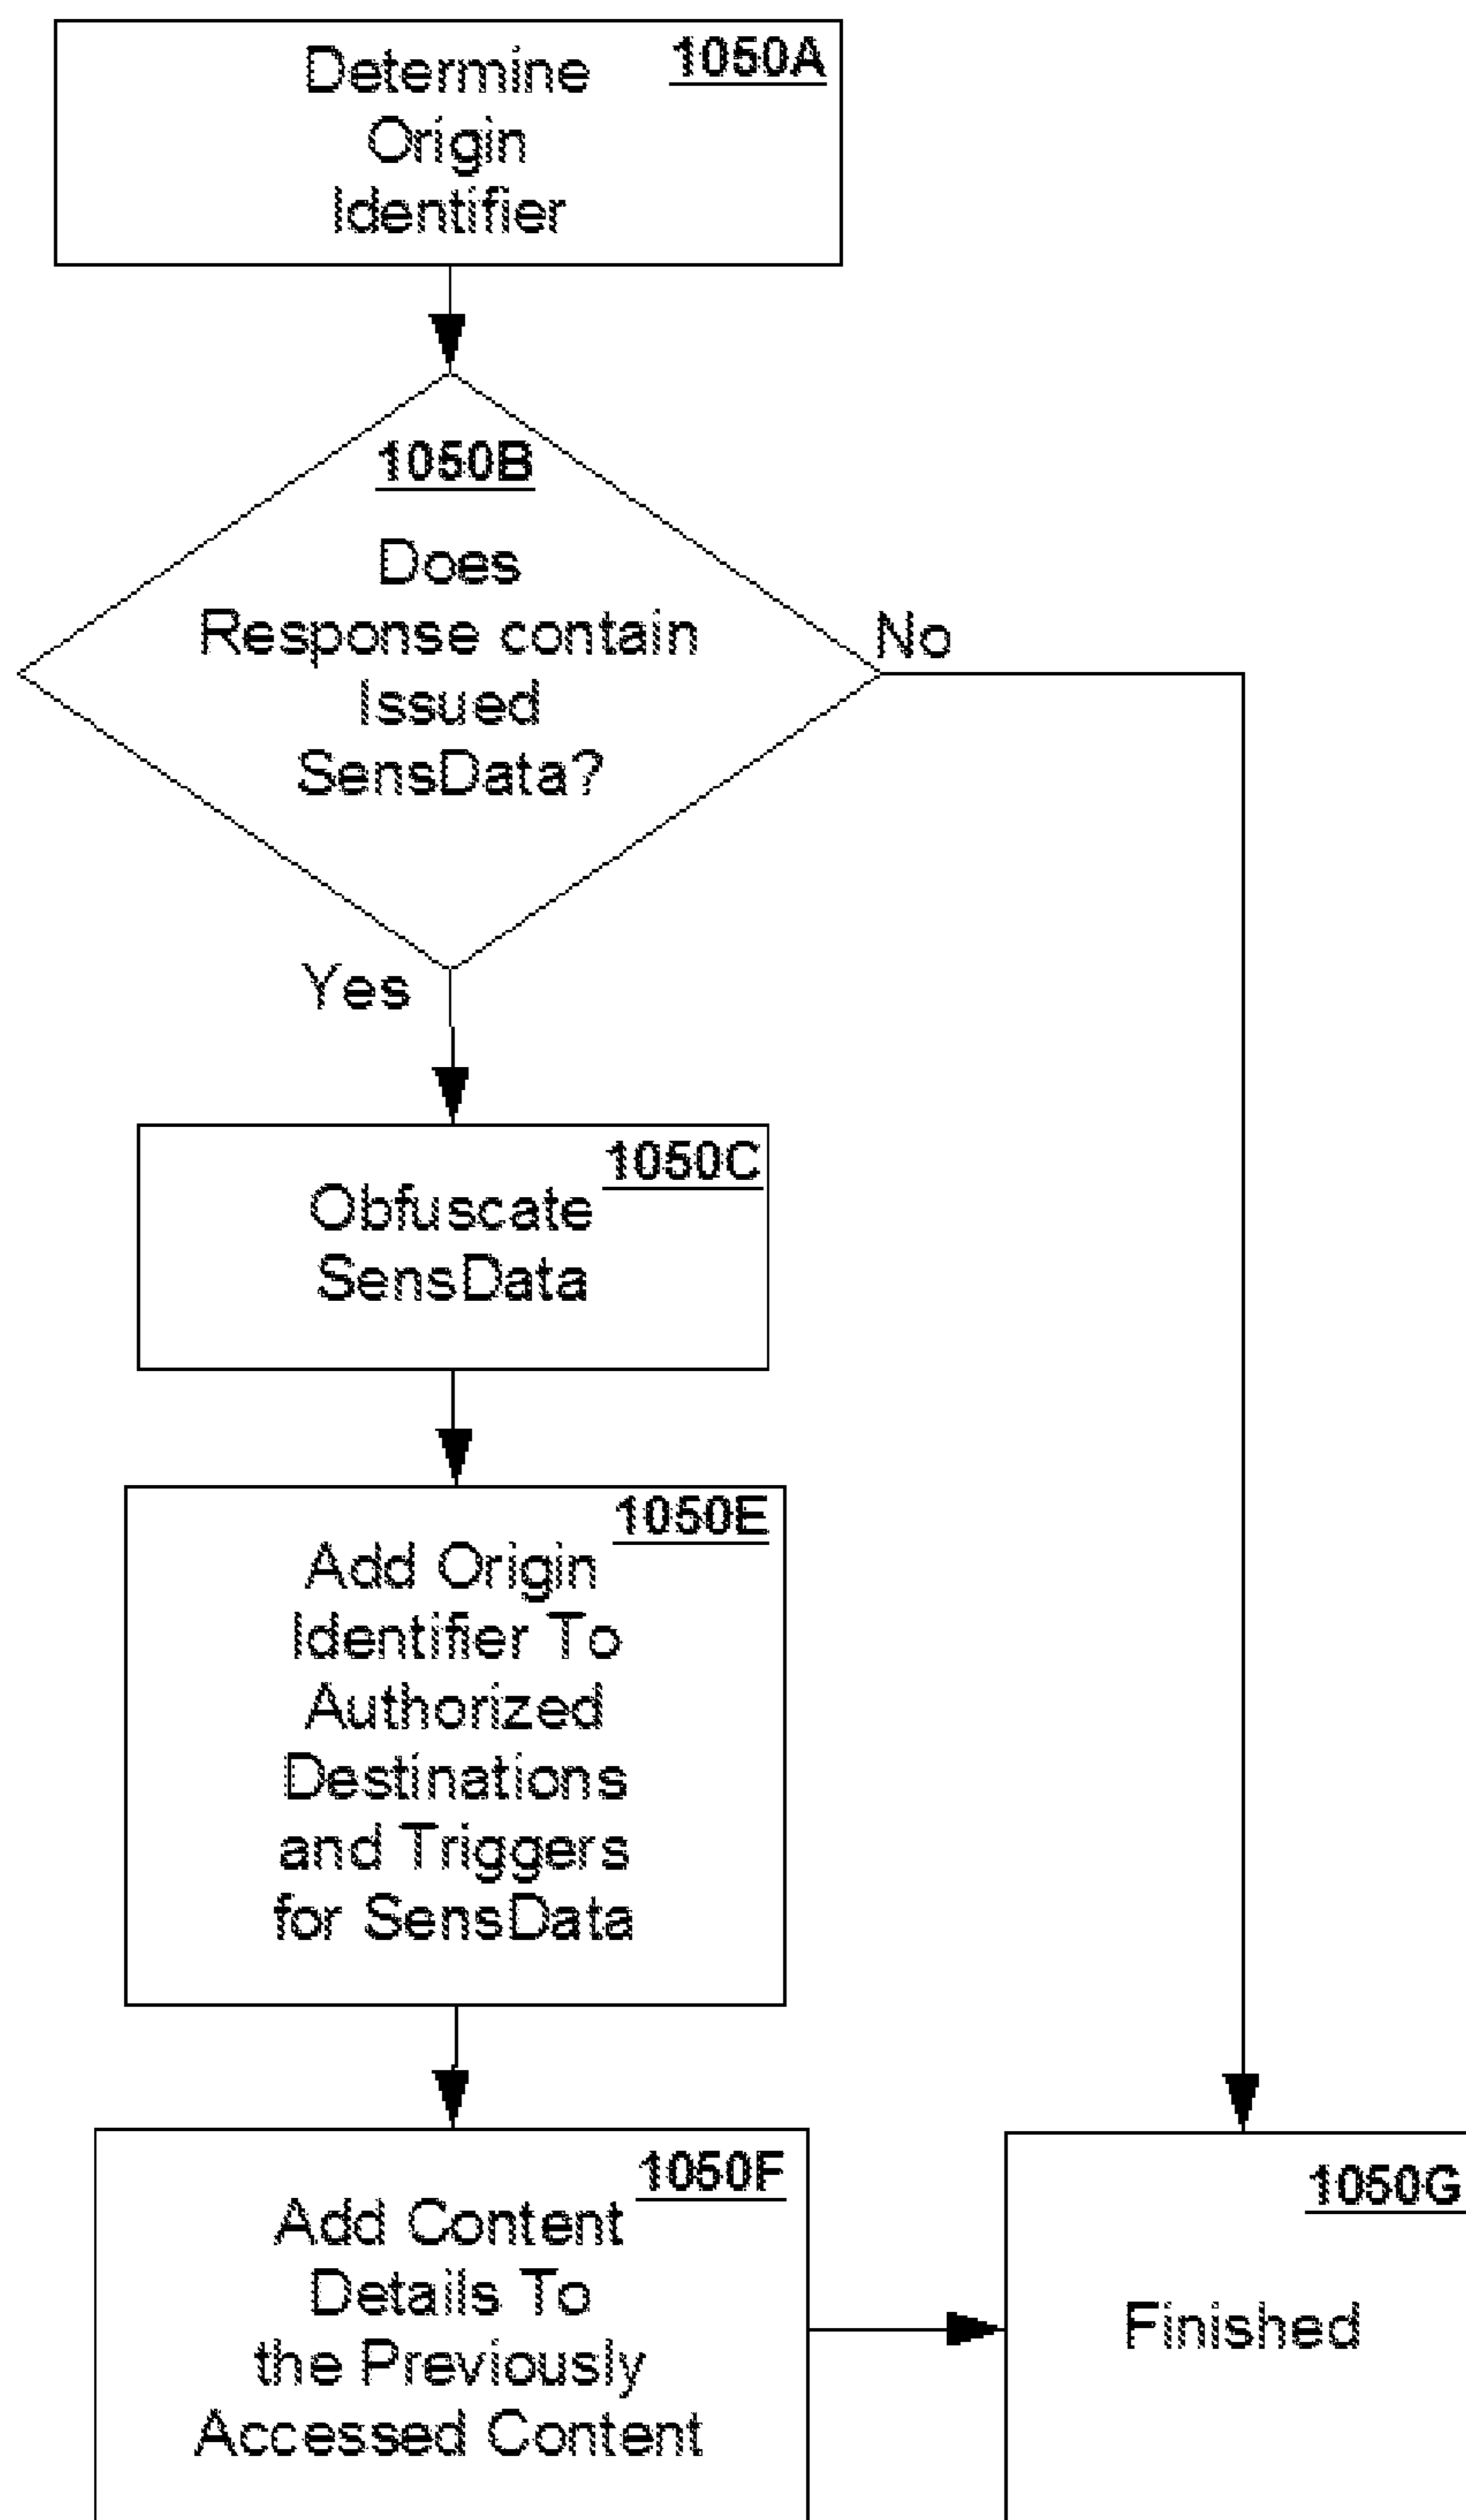 1050A
Determine
Origin
Identifier
1050B
Does
Response contain
Issued
SensData?
No
Yes
1050C
Obfuscate
SensData
1050E
Add Origin
Identifier To
Authorized
Destinations
and Triggers
for SensData
1050F
Add Content
Details To
the Previously
Accessed Content
1050G
Finished